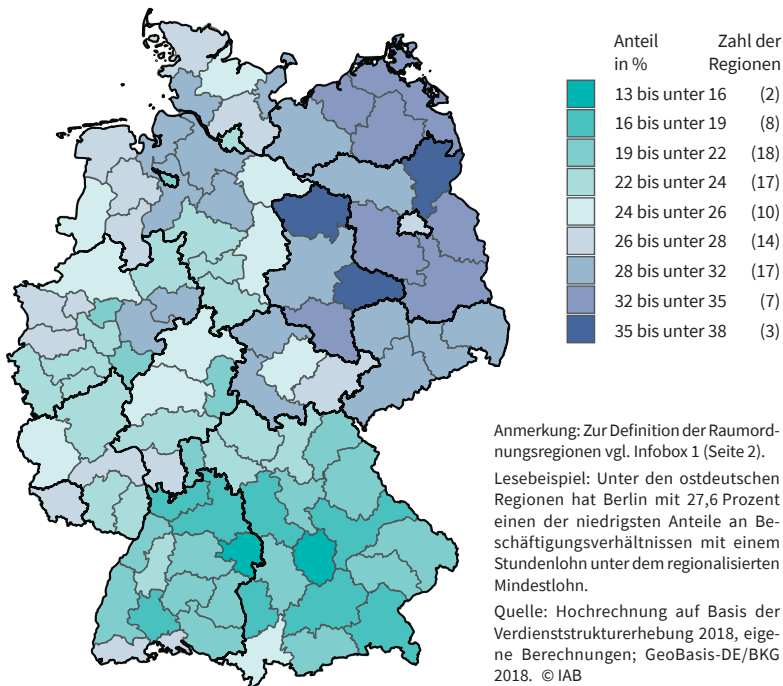 Anteil Zahl der
in % Regionen
13 bis unter 16 (2)
16 bis unter 19 (8)
19 bis unter 22 (18)
22 bis unter 24 (17)
24 bis unter 26 (10)
26 bis unter 28 (14)
28 bis unter 32 (17)
32 bis unter 35 (7)
35 bis unter 38 (3)
Anmerkung: Zur Definition der Raumord-
nungsregionen vgl. Infobox 1 (Seite 2).
Lesebeispiel: Unter den ostdeutschen
Regionen hat Berlin mit 27,6 Prozent
einen der niedrigsten Anteile an Be-
schäftigungsverhältnissen mit einem
Stundenlohn unter dem regionalisierten
Mindestlohn.
Quelle: Hochrechnung auf Basis der
Verdienststrukturerhebung 2018, eige-
ne Berechnungen; GeoBasis-DE/BKG
2018. © IAB